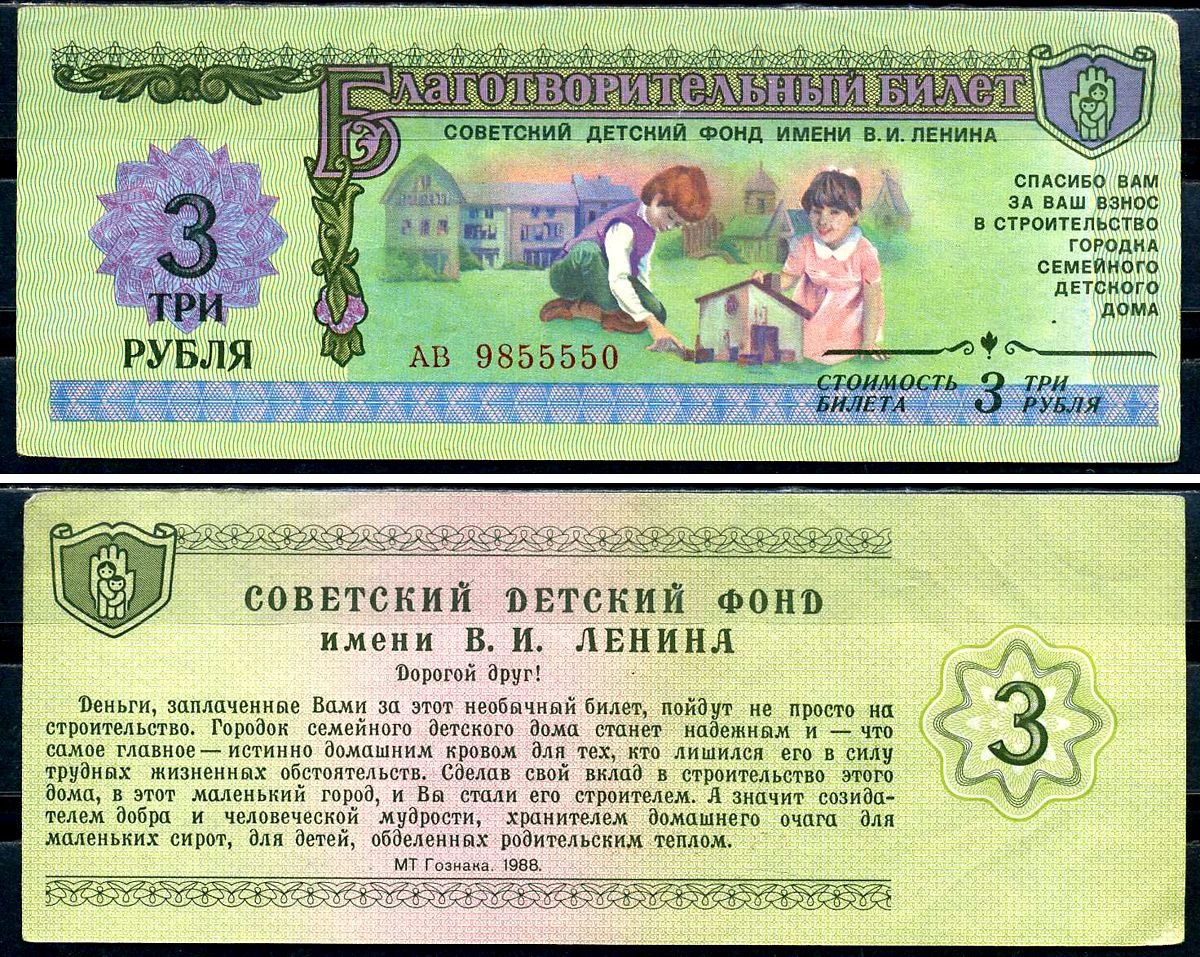 Благотворительный билет
СОВЕТСКИЙ ДЕТСКИЙ ФОНД ИМЕНИ В. И. ЛЕНИНА
СПАСИБО ВАМ
ЗА ВАШ ВЗНОС
В СТРОИТЕЛЬСТВО
ГОРОДКА
СЕМЕЙНОГО
ДЕТСКОГО
ДОМА
3
ТРИ
РУБЛЯ
АВ 9855550
СТОИМОСТЬ 3 ТРИ
БИЛЕТА РУБЛЯ
СОВЕТСКИЙ ДЕТСКИЙ ФОНД
имени В. И. ЛЕНИНА
Дорогой друг!
Деньги, заплаченные Вами за этот необычный билет, пойдут не просто на
строительство. Городок семейного детского дома станет надежным и — что
самое главное — истинно домашним кровом для тех, кто лишился его в силу
трудных жизненных обстоятельств. Сделав свой вклад в строительство этого
дома, в этот маленький город, и Вы стали его строителем. А значит созида-
телем добра и человеческой мудрости, хранителем домашнего очага для
маленьких сирот, для детей, обделенных родительским теплом.
МТ Гознака. 1988.
3